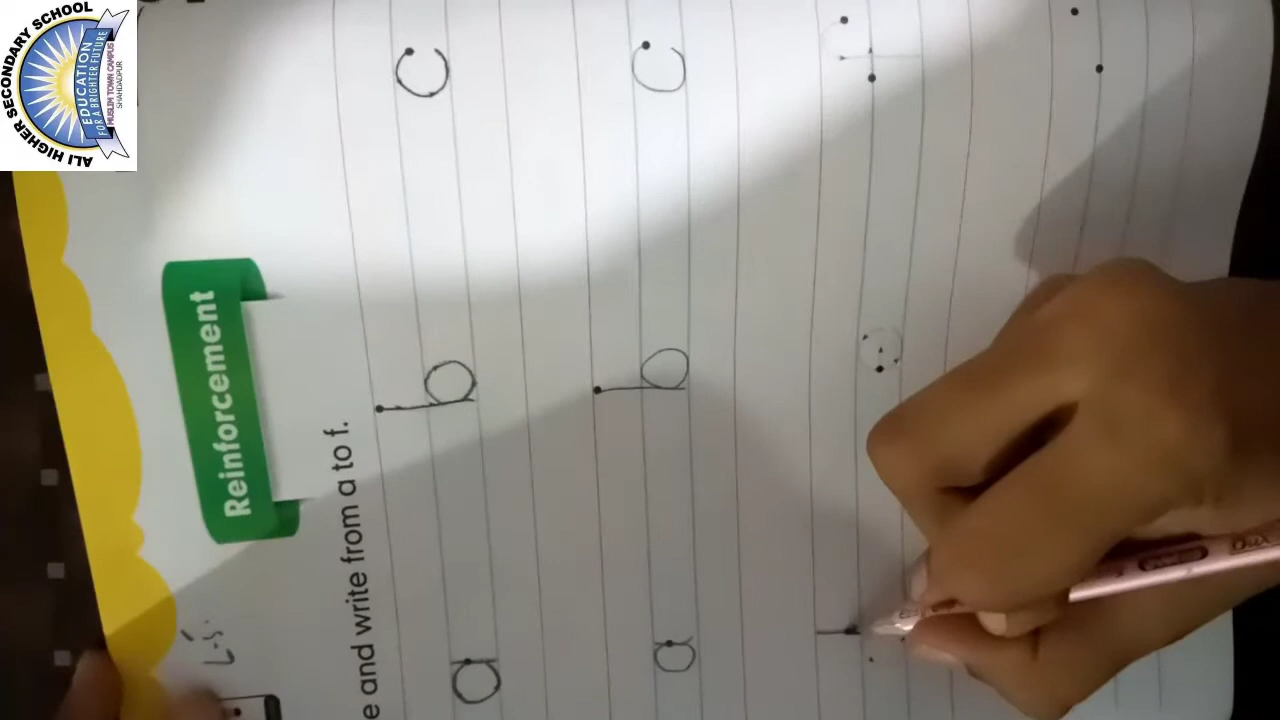 ALI HIGHER SECONDARY SCHOOL
EDUCATION
FOR A BRIGHTER FUTURE
MUSLIM TOWN CAMPUS
SHAHDADPUR
Reinforcement
e and write from a to f.
a b c
a b c